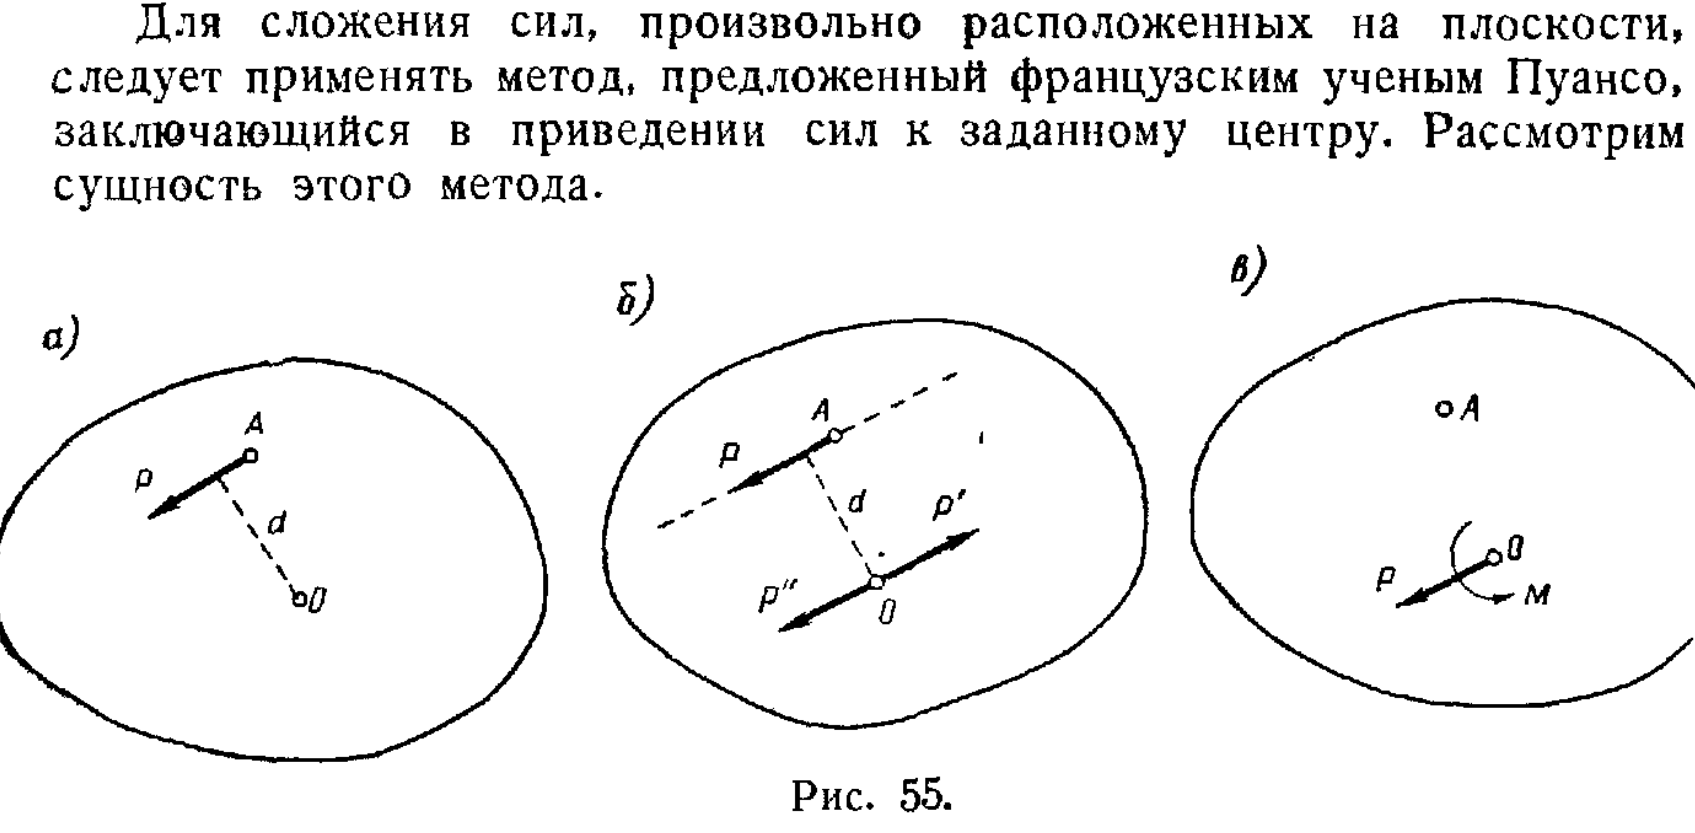 Для сложения сил, произвольно расположенных на плоскости,
следует применять метод, предложенный французским ученым Пуансо,
заключающийся в приведении сил к заданному центру. Рассмотрим
сущность этого метода.
а)
A
P
d
O
б)
A
P
d
P'
P"
O
в)
A
O
P
M
Рис. 55.